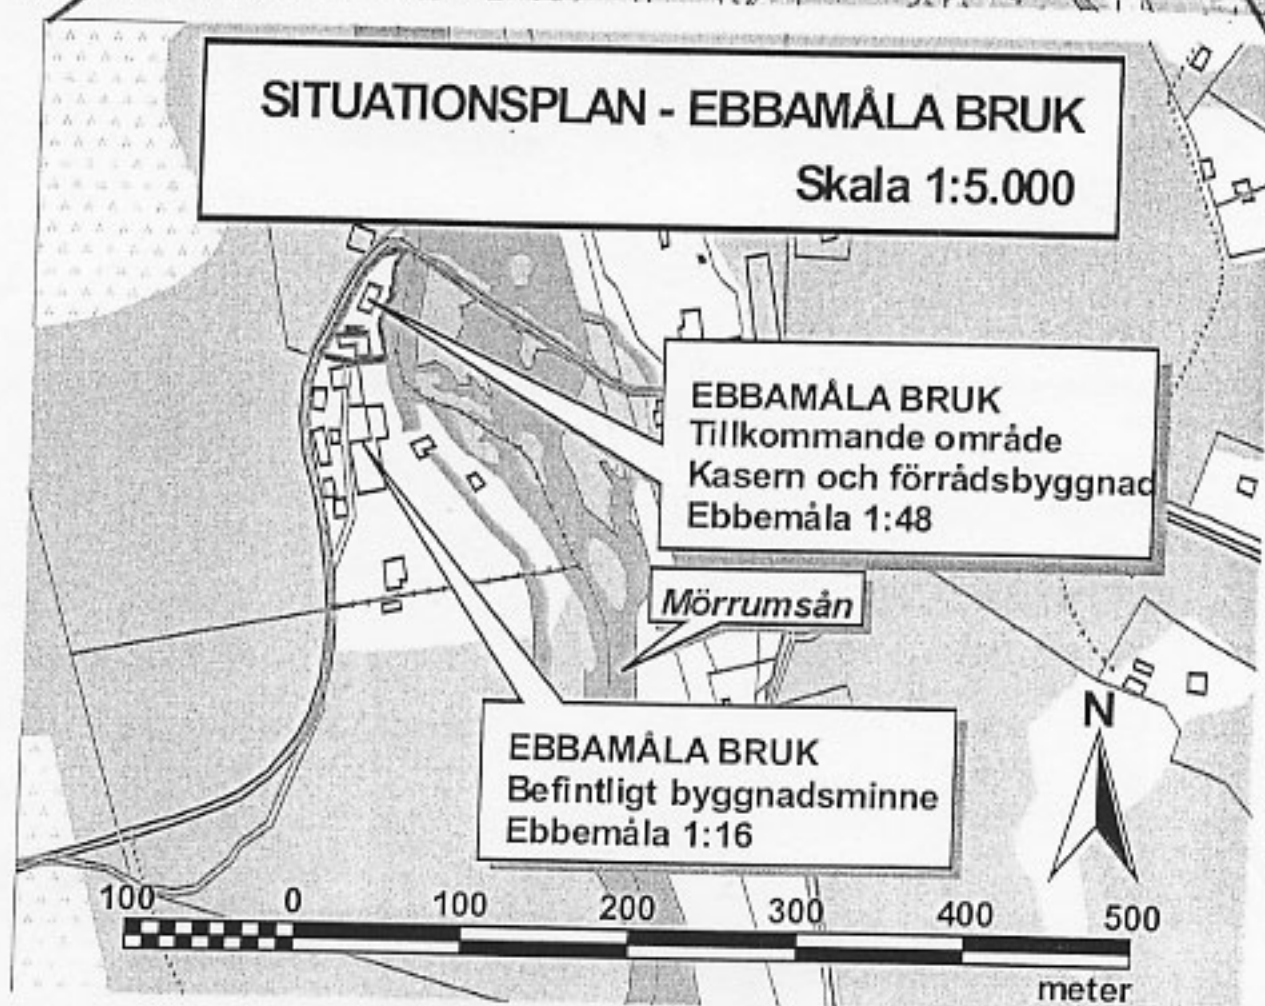 SITUATIONSPLAN - EBBAMÅLA BRUK
Skala 1:5.000
EBBAMÅLA BRUK
Tillkommande område
Kasern och förrådsbyggnad
Ebbemåla 1:48
Mörrumsån
EBBAMÅLA BRUK
Befintligt byggnadsminne
Ebbemåla 1:16
N
100 0 100 200 300 400 500
meter